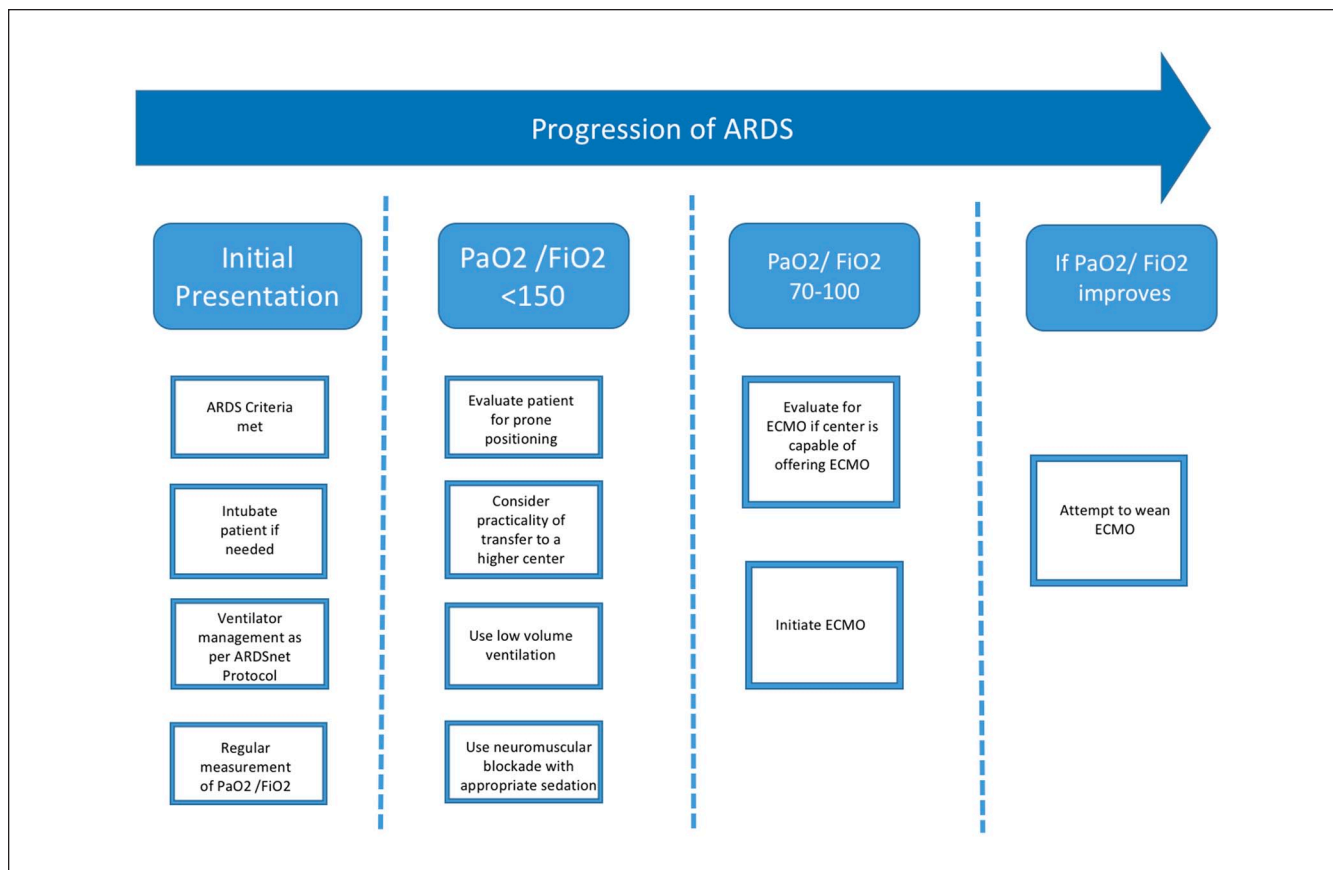 Progression of ARDS
Initial
Presentation
ARDS Criteria
met
Intubate
patient if
needed
Ventilator
management as
per ARDSnet
Protocol
Regular
measurement
of PaO2 /FiO2
PaO2 /FiO2
<150
Evaluate patient
for prone
positioning
Consider
practicality of
transfer to a
higher center
Use low volume
ventilation
Use neuromuscular
blockade with
appropriate sedation
PaO2/ FiO2
70-100
Evaluate for
ECMO if center is
capable of
offering ECMO
Initiate ECMO
If PaO2/ FiO2
improves
Attempt to wean
ECMO